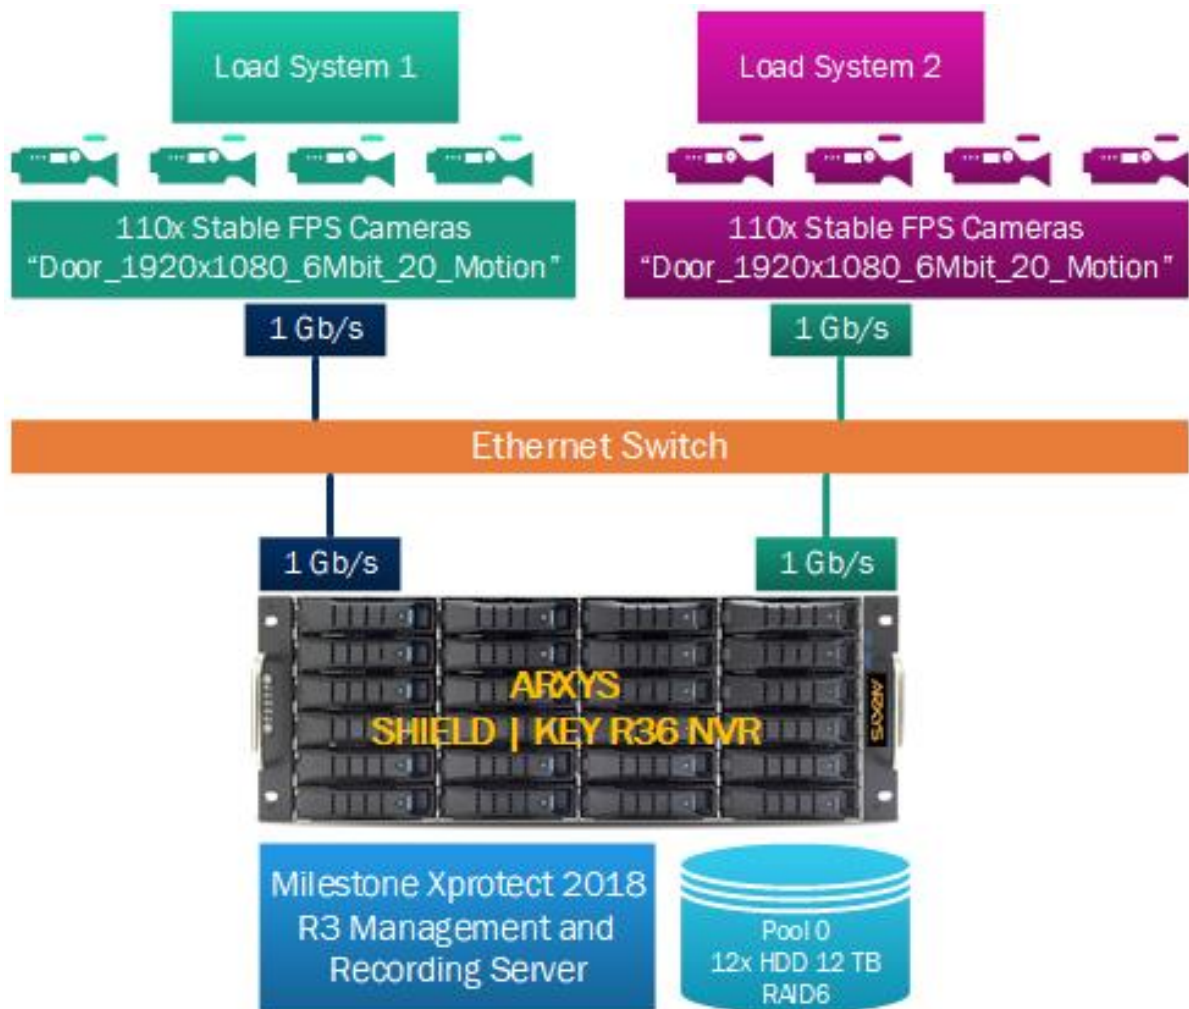 Load System 1
Load System 2
110x Stable FPS Cameras
“Door_1920x1080_6Mbit_20_Motion”
110x Stable FPS Cameras
“Door_1920x1080_6Mbit_20_Motion”
1 Gb/s
1 Gb/s
Ethernet Switch
1 Gb/s
1 Gb/s
ARXYS
SHIELD | KEY R36 NVR
ARXYS
Milestone Xprotect 2018
R3 Management and
Recording Server
Pool 0
12x HDD 12 TB
RAID6